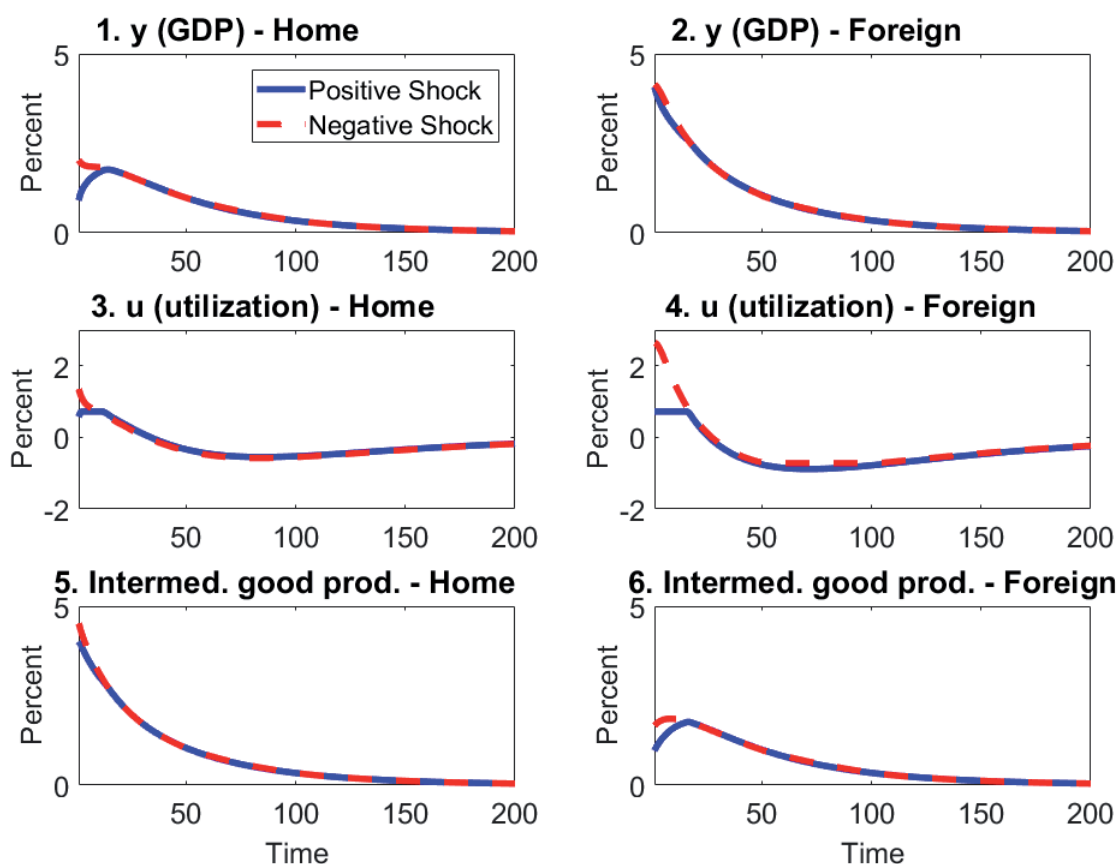 1. y (GDP) - Home
5
Percent
0
50 100 150 200
Positive Shock
Negative Shock
2. y (GDP) - Foreign
5
Percent
0
50 100 150 200
3. u (utilization) - Home
2
Percent
0
-2
50 100 150 200
4. u (utilization) - Foreign
2
Percent
0
-2
50 100 150 200
5. Intermed. good prod. - Home
5
Percent
0
50 100 150 200
Time
6. Intermed. good prod. - Foreign
5
Percent
0
50 100 150 200
Time